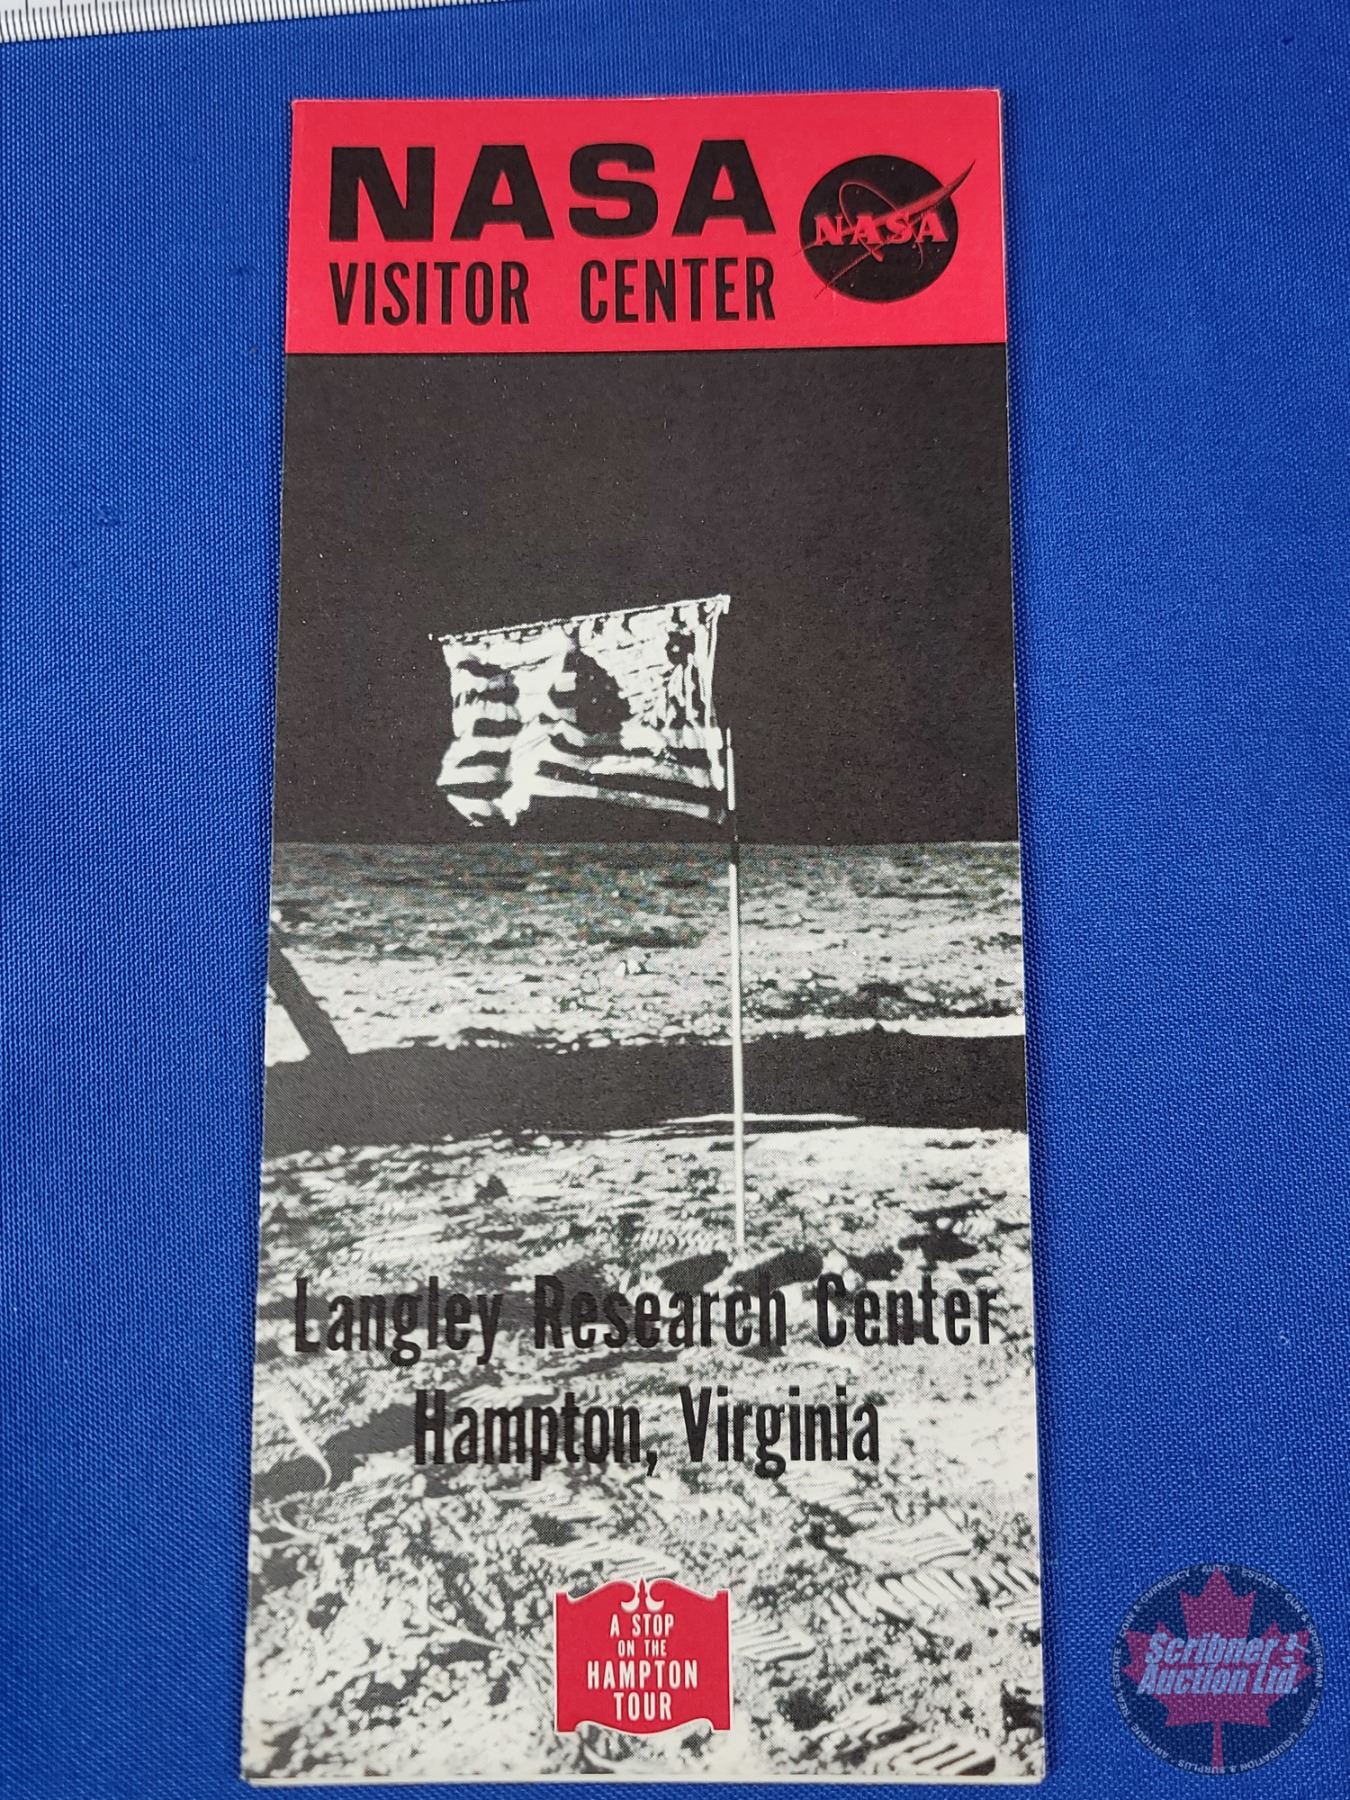 NASA
NASA
VISITOR CENTER
Langley Research Center
Hampton, Virginia
A STOP
ON THE
HAMPTON
TOUR
Scribner
Auction Ltd.